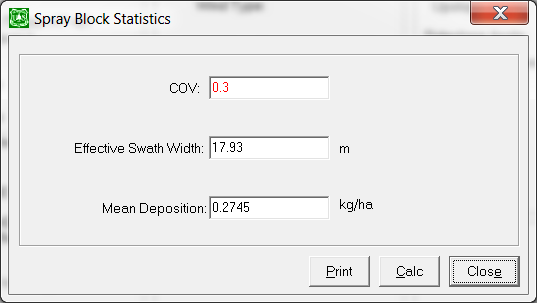 Spray Block Statistics
COV: 0.3
Effective Swath Width: 17.93 m
Mean Deposition: 0.2745 kg/ha
Print Calc Close